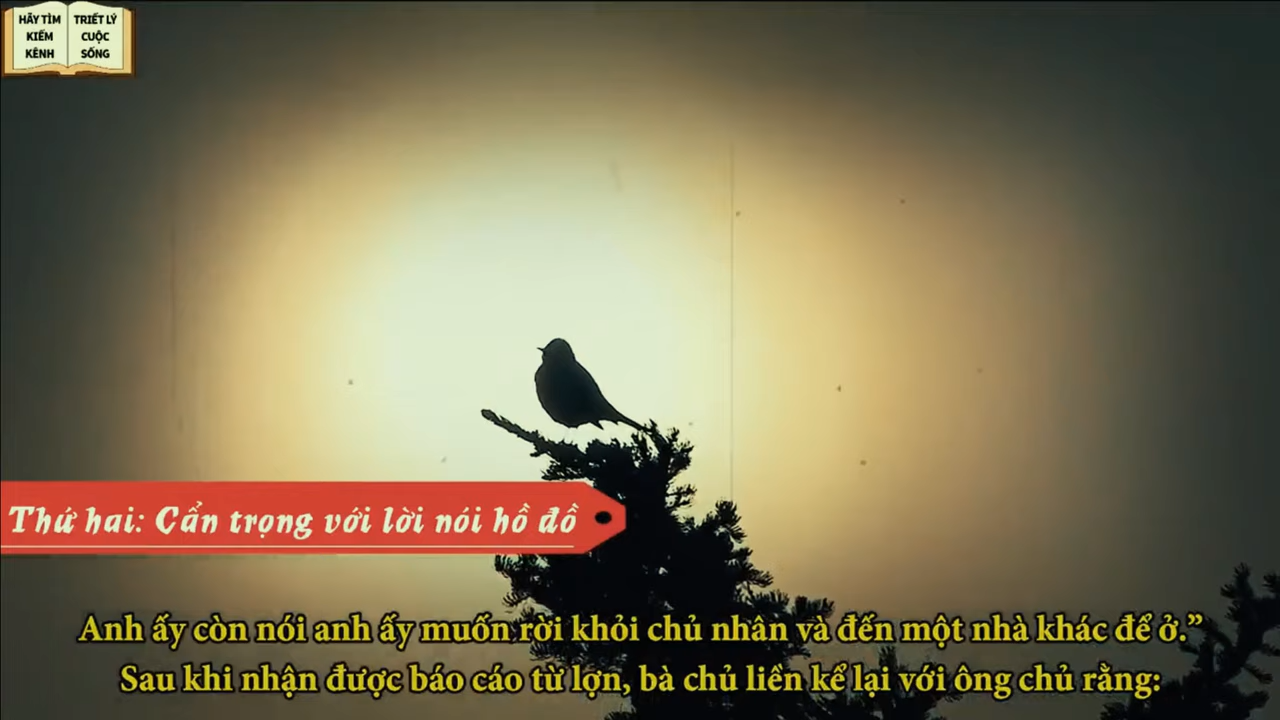 HÃY TÌM
KIẾM
KÊNH
TRIẾT LÝ
CUỘC
SỐNG
Thứ hai: Cẩn trọng với lời nói hồ đồ
Anh ấy còn nói anh ấy muốn rời khỏi chủ nhân và đến một nhà khác để ở.”
Sau khi nhận được báo cáo từ lợn, bà chủ liền kể lại với ông chủ rằng: